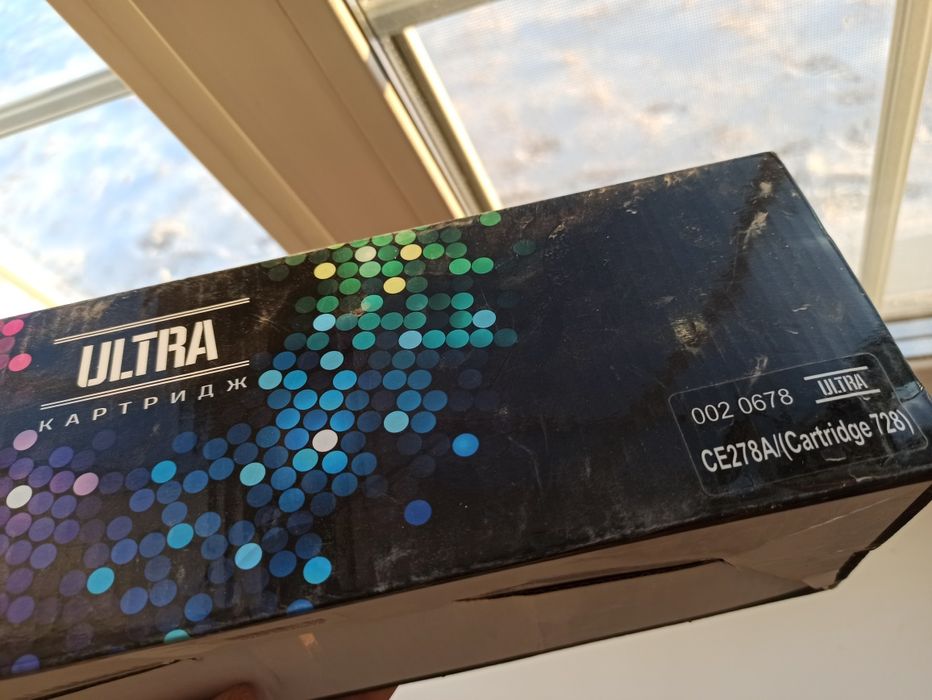 ULTRA
КАРТРИДЖ
002 0678
ULTRA
CE278A/(Cartridge 728)